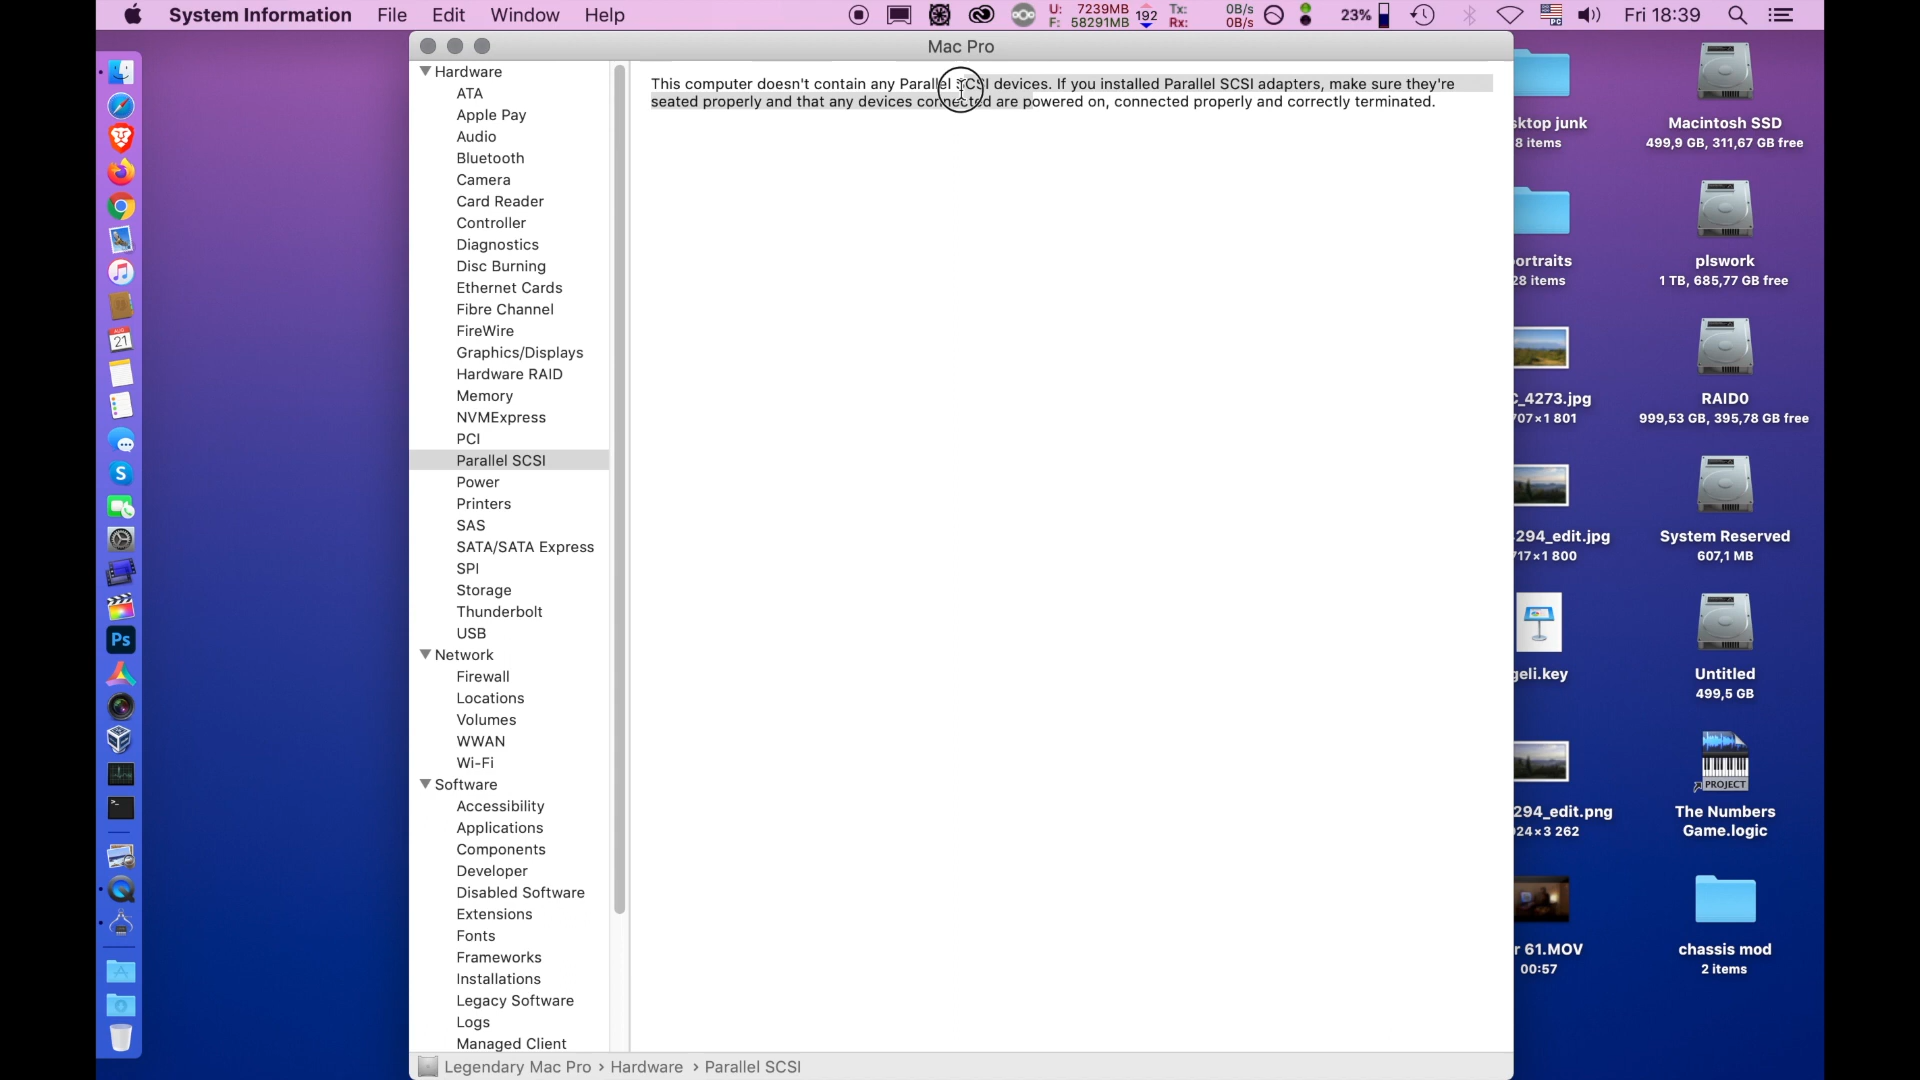 System Information File Edit Window Help
U: 7239MB
F: 58291MB
192
Tx: 0B/s
Rx: 0B/s
23%
Fri 18:39
Mac Pro
Hardware
ATA
Apple Pay
Audio
Bluetooth
Camera
Card Reader
Controller
Diagnostics
Disc Burning
Ethernet Cards
Fibre Channel
FireWire
Graphics/Displays
Hardware RAID
Memory
NVMExpress
PCI
Parallel SCSI
Power
Printers
SAS
SATA/SATA Express
SPI
Storage
Thunderbolt
USB
Network
Firewall
Locations
Volumes
WWAN
Wi-Fi
Software
Accessibility
Applications
Components
Developer
Disabled Software
Extensions
Fonts
Frameworks
Installations
Legacy Software
Logs
Managed Client
This computer doesn't contain any Parallel SCSI devices. If you installed Parallel SCSI adapters, make sure they're
seated properly and that any devices connected are powered on, connected properly and correctly terminated.
Legendary Mac Pro › Hardware › Parallel SCSI
sktop junk
8 items
ortraits
28 items
C_4273.jpg
707×1 801
294_edit.jpg
717×1 800
geli.key
294_edit.png
024×3 262
r 61.MOV
00:57
Macintosh SSD
499,9 GB, 311,67 GB free
plswork
1 TB, 685,77 GB free
RAID0
999,53 GB, 395,78 GB free
System Reserved
607,1 MB
Untitled
499,5 GB
PROJECT
The Numbers
Game.logic
chassis mod
2 items
AUG
21
S
Ps